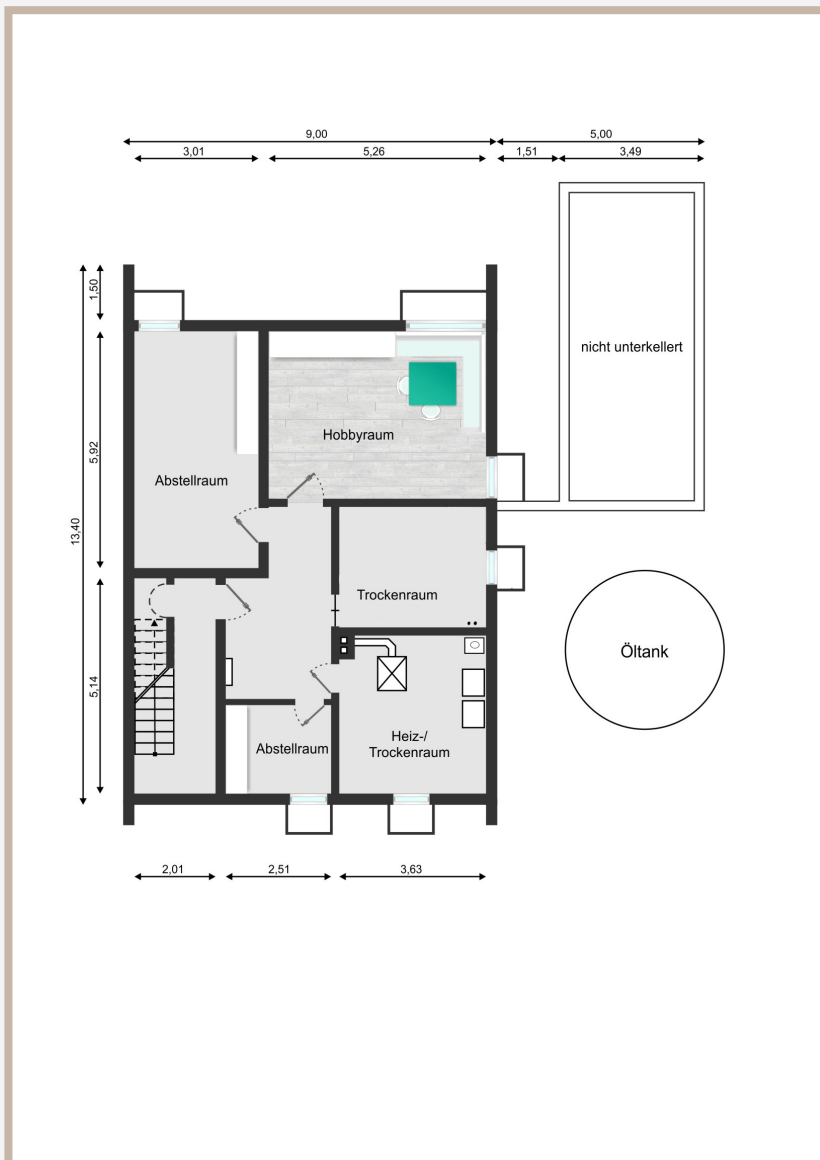 9,00
5,00
3,01
5,26
1,51
3,49
1,50
nicht unterkellert
Hobbyraum
5,92
Abstellraum
13,40
Trockenraum
Öltank
5,14
Heiz-/
Trockenraum
Abstellraum
2,01
2,51
3,63